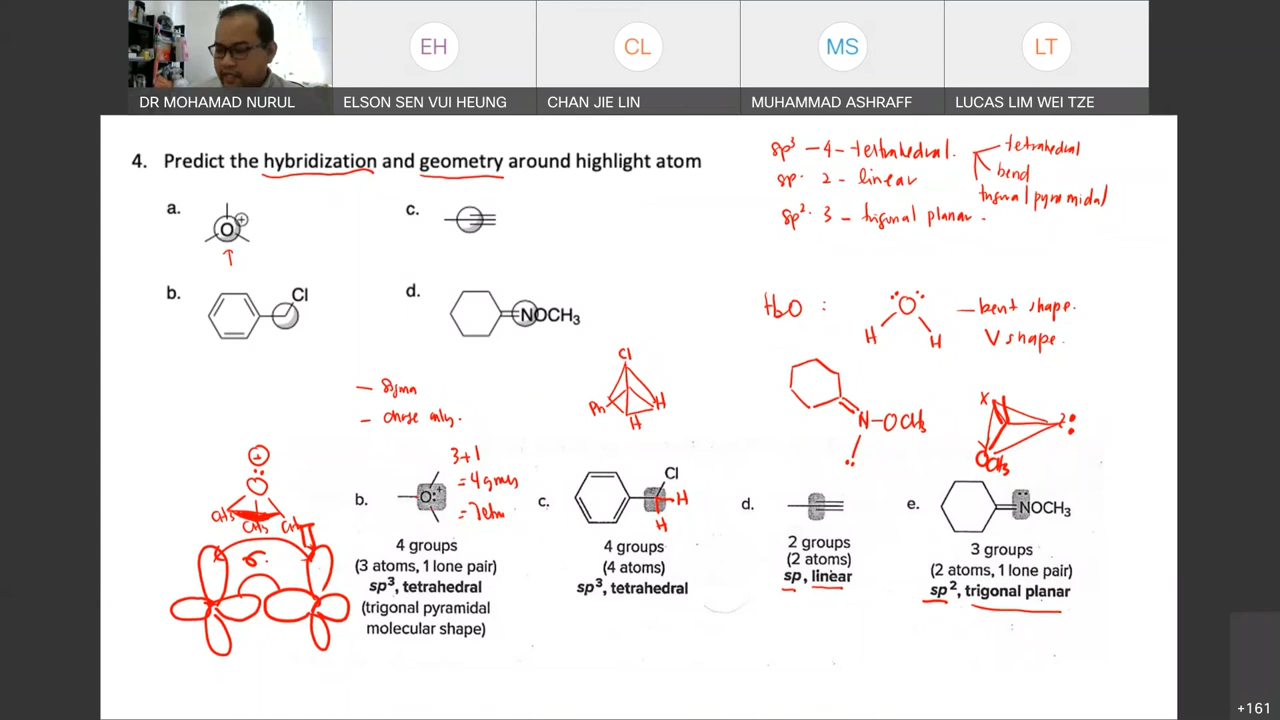 EH
CL
MS
LT
DR MOHAMAD NURUL
ELSON SEN VUI HEUNG
CHAN JIE LIN
MUHAMMAD ASHRAFF
LUCAS LIM WEI TZE
4. Predict the hybridization and geometry around highlight atom
sp³ - 4 - tetrahedral.
tetrahedral
bend
trigonal pyramidal
sp. 2 - linear
sp². 3 - trigonal planar.
a.
O
+
c.
b.
Cl
d.
NOCH₃
H₂O :
O
H
H
- bent shape.
V shape.
- sigma
- only.
Cl
Ph
H
H
N-OCH₃
X
OCH₃
3+1
= 4 groups
+
O
CH₃
CH₃
CH₃
σ
π
b.
O:+
4 groups
(3 atoms, 1 lone pair)
sp³, tetrahedral
(trigonal pyramidal
molecular shape)
c.
Cl
H
H
4 groups
(4 atoms)
sp³, tetrahedral
d.
2 groups
(2 atoms)
sp, linear
e.
NOCH₃
3 groups
(2 atoms, 1 lone pair)
sp², trigonal planar
+161